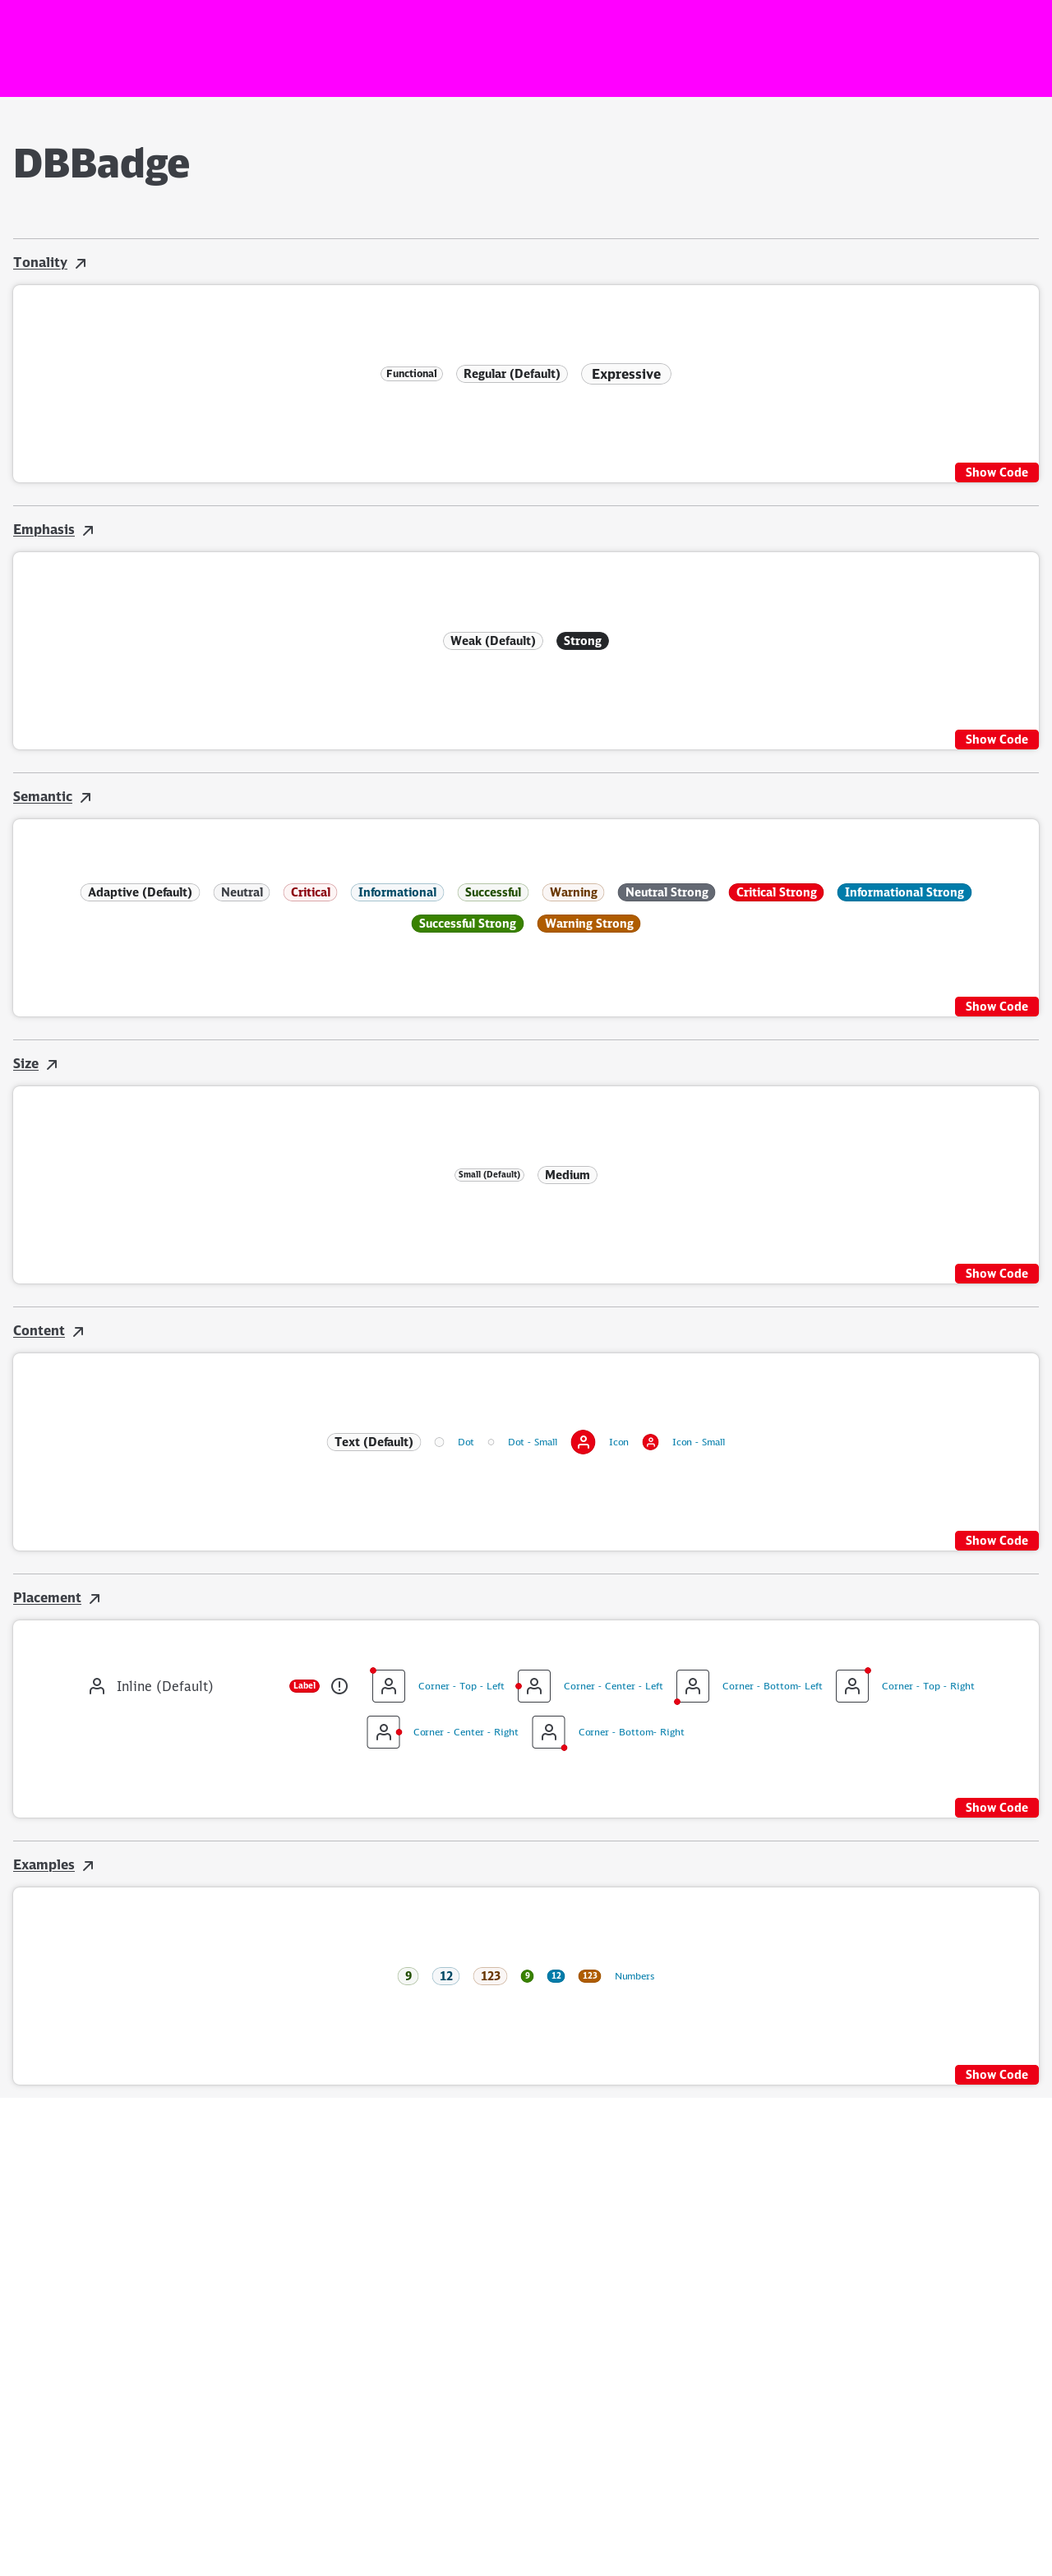 DBBadge
Tonality
Functional Regular (Default) Expressive
Show Code
Emphasis
Weak (Default) Strong
Show Code
Semantic
Adaptive (Default) Neutral Critical Informational Successful Warning Neutral Strong Critical Strong Informational Strong
Successful Strong Warning Strong
Show Code
Size
Small (Default) Medium
Show Code
Content
Text (Default) Dot Dot - Small Icon Icon - Small
Show Code
Placement
Inline (Default) Label Corner - Top - Left Corner - Center - Left Corner - Bottom- Left Corner - Top - Right
Corner - Center - Right Corner - Bottom- Right
Show Code
Examples
9 12 123 9 12 123 Numbers
Show Code